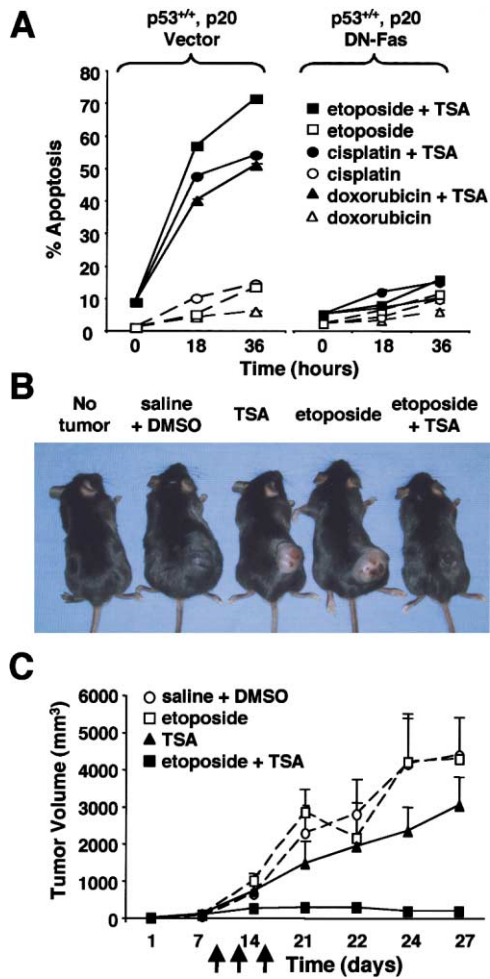 A
p53+/+, p20
Vector
p53+/+, p20
DN-Fas
% Apoptosis
80
70
60
50
40
30
20
10
0
etoposide + TSA
etoposide
cisplatin + TSA
cisplatin
doxorubicin + TSA
doxorubicin
0 18 36 0 18 36
Time (hours)
B
No tumor
saline + DMSO
TSA
etoposide
etoposide + TSA
C
Tumor Volume (mm³)
6000
5000
4000
3000
2000
1000
0
saline + DMSO
etoposide
TSA
etoposide + TSA
1 7 14 21 22 24 27
Time (days)